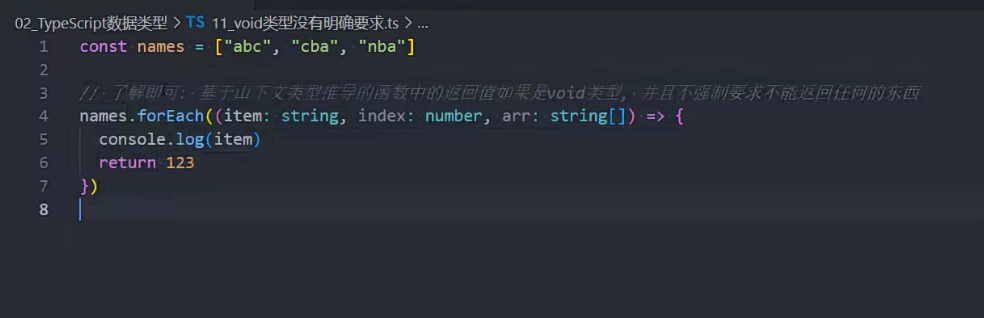 02_TypeScript数据类型 > TS 11_void类型没有明确要求.ts > ...
1 const names = ["abc", "cba", "nba"]
2
3 // 了解即可: 基于山下文类型推导的函数中的返回值如果是void类型, 并且不强制要求不能返回任何的东西
4 names.forEach((item: string, index: number, arr: string[]) => {
5 console.log(item)
6 return 123
7 })
8